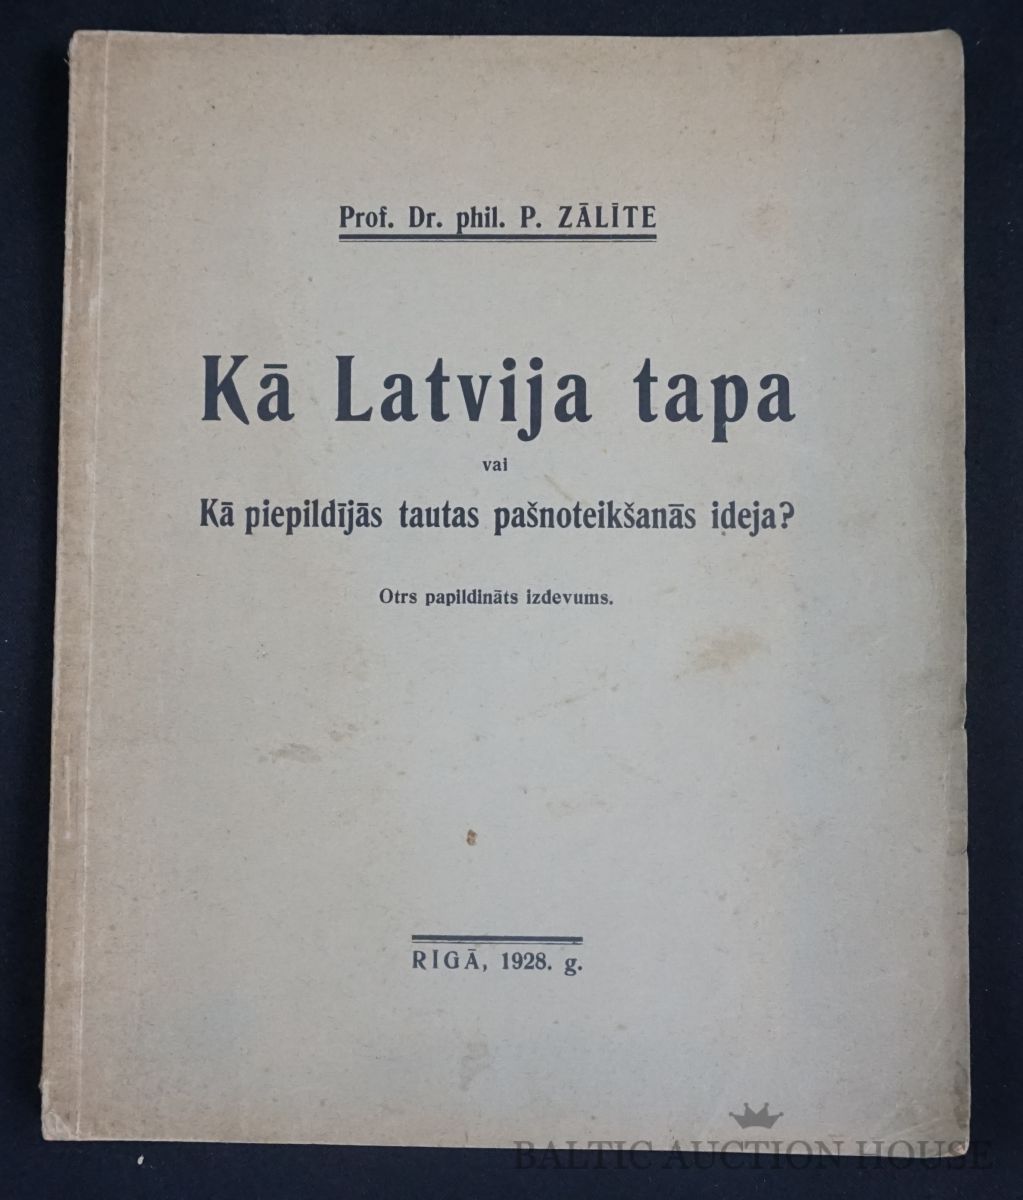 Prof. Dr. phil. P. ZĀLĪTE
Kā Latvija tapa
vai
Kā piepildījās tautas pašnoteikšanās ideja?
Otrs papildināts izdevums.
RĪGĀ, 1928. g.
BALTIC AUCTION HOUSE